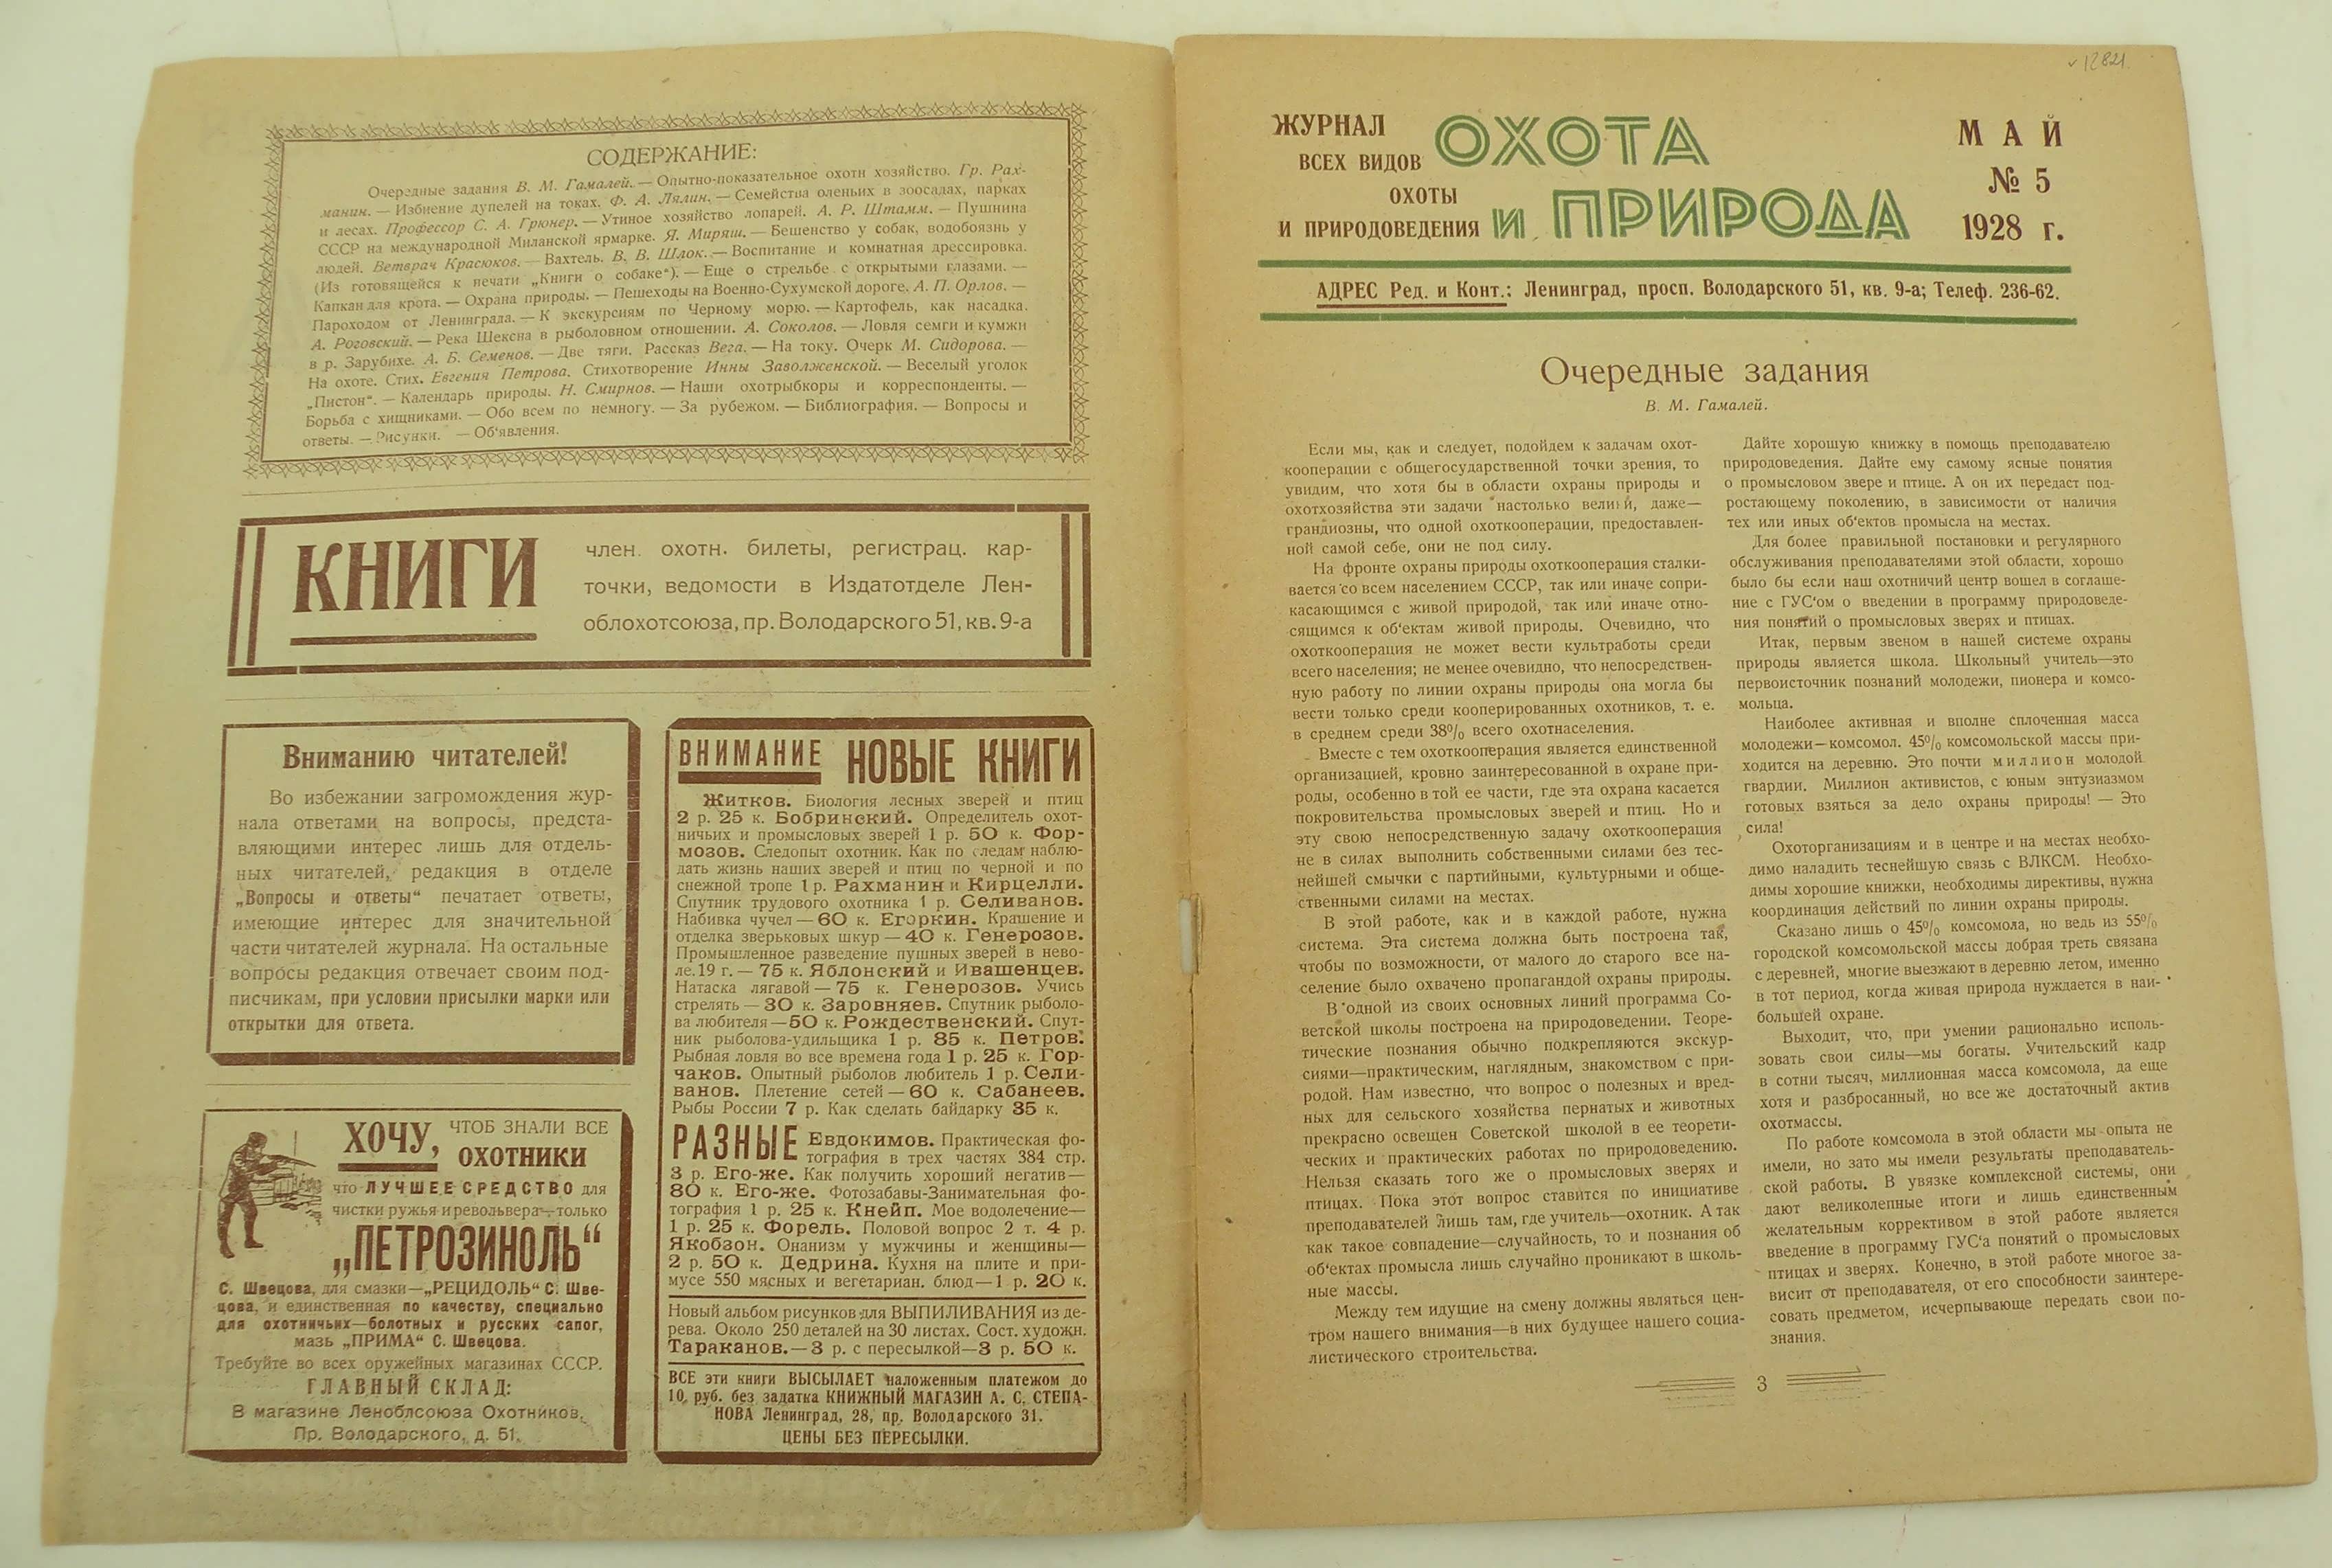 СОДЕРЖАНИЕ:
Очередные задания В. М. Гамалей. — Опытно-показательное охотн хозяйство. Гр. Рах-
манин. — Избиение дупелей на токах. Ф. А. Лялин. — Семейства оленьих в зоосадах, парках
и лесах. Профессор С. А. Грюнер. — Утиное хозяйство лопарей. А. Р. Штамм. — Пушнина
СССР на международной Миланской ярмарке. Я. Миряш. — Бешенство у собак, водобоязнь у
людей. Ветврач Красюков. — Вахтель. В. В. Шлок. — Воспитание и комнатная дрессировка.
(Из готовящейся к печати „Книги о собаке“). — Еще о стрельбе с открытыми глазами. —
Капкан для крота. — Охрана природы. — Пешеходы на Военно-Сухумской дороге. А. П. Орлов. —
Пароходом от Ленинграда. — К экскурсиям по Черному морю. — Картофель, как насадка.
А. Роговский. — Река Шексна в рыболовном отношении. А. Соколов. — Ловля семги и кумжи
в р. Зарубихе. А. Б. Семенов. — Две тяги. Рассказ Вега. — На току. Очерк М. Сидорова. —
На охоте. Стих. Евгения Петрова. Стихотворение Инны Заволженской. — Веселый уголок
„Пистон“. — Календарь природы. Н. Смирнов. — Наши охотрыбкоры и корреспонденты. —
Борьба с хищниками. — Обо всем по немногу. — За рубежом. — Библиография. — Вопросы и
ответы. — Рисунки. — Об'явления.
КНИГИ
член. охотн. билеты, регистрац. кар-
точки, ведомости в Издатотделе Лен-
облохотсоюза, пр. Володарского 51, кв. 9-а
Вниманию читателей!
Во избежании загромождения жур-
нала ответами на вопросы, предста-
вляющими интерес лишь для отдель-
ных читателей, редакция в отделе
„Вопросы и ответы“ печатает ответы,
имеющие интерес для значительной
части читателей журнала. На остальные
вопросы редакция отвечает своим под-
писчикам, при условии присылки марки или
открытки для ответа.
ХОЧУ, ЧТОБ ЗНАЛИ ВСЕ
ОХОТНИКИ
что ЛУЧШЕЕ СРЕДСТВО для
чистки ружья и револьвера — только
„ПЕТРОЗИНОЛЬ“
С. Швецова, для смазки—„РЕЦИДОЛЬ“ С. Шве-
цова, и единственная по качеству, специально
для охотничьих—болотных и русских сапог,
мазь „ПРИМА“ С. Швецова.
Требуйте во всех оружейных магазинах СССР.
ГЛАВНЫЙ СКЛАД:
В магазине Леноблсоюза Охотников,
Пр. Володарского, д. 51.
ВНИМАНИЕ НОВЫЕ КНИГИ
Житков. Биология лесных зверей и птиц
2 р. 25 к. Бобринский. Определитель охот-
ничьих и промысловых зверей 1 р. 50 к. Фор-
мозов. Следопыт охотник. Как по следам наблю-
дать жизнь наших зверей и птиц по черной и по
снежной тропе 1 р. Рахманин и Кирцелли.
Спутник трудового охотника 1 р. Селиванов.
Набивка чучел — 60 к. Егоркин. Крашение и
отделка зверьковых шкур — 40 к. Генерозов.
Промышленное разведение пушных зверей в нево-
ле. 19 г. — 75 к. Яблонский и Ивашенцев.
Натаска лягавой — 75 к. Генерозов. Учись
стрелять — 30 к. Заровняев. Спутник рыболо-
ва любителя — 50 к. Рождественский. Спут-
ник рыболова-удильщика 1 р. 85 к. Петров.
Рыбная ловля во все времена года 1 р. 25 к. Гор-
чаков. Опытный рыболов любитель 1 р. Сели-
ванов. Плетение сетей — 60 к. Сабанеев.
Рыбы России 7 р. Как сделать байдарку 35 к.
РАЗНЫЕ Евдокимов. Практическая фо-
тография в трех частях 384 стр.
3 р. Его-же. Как получить хороший негатив —
80 к. Его-же. Фотозабавы-Занимательная фо-
тография 1 р. 25 к. Кнейп. Мое водолечение—
1 р. 25 к. Форель. Половой вопрос 2 т. 4 р.
Якобзон. Онанизм у мужчины и женщины—
2 р. 50 к. Дедрина. Кухня на плите и при-
мусе 550 мясных и вегетариан. блюд—1 р. 20 к.
Новый альбом рисунков для ВЫПИЛИВАНИЯ из де-
рева. Около 250 деталей на 30 листах. Сост. художн.
Тараканов.—3 р. с пересылкой—3 р. 50 к.
ВСЕ эти книги ВЫСЫЛАЕТ наложенным платежом до
10 руб. без задатка КНИЖНЫЙ МАГАЗИН А. С. СТЕПА-
НОВА Ленинград, 28, пр. Володарского 31.
ЦЕНЫ БЕЗ ПЕРЕСЫЛКИ.
12821.
ЖУРНАЛ
ВСЕХ ВИДОВ
ОХОТЫ
И ПРИРОДОВЕДЕНИЯ
ОХОТА
И ПРИРОДА
МАЙ
№ 5
1928 г.
АДРЕС Ред. и Конт.: Ленинград, просп. Володарского 51, кв. 9-а; Телеф. 236-62.
Очередные задания
В. М. Гамалей.
Если мы, как и следует, подойдем к задачам охот-
кооперации с общегосударственной точки зрения, то
увидим, что хотя бы в области охраны природы и
охотхозяйства эти задачи настолько велики, даже—
грандиозны, что одной охоткооперации, предоставлен-
ной самой себе, они не под силу.
На фронте охраны природы охоткооперация сталки-
вается со всем населением СССР, так или иначе сопри-
касающимся с живой природой, так или иначе отно-
сящимся к об'ектам живой природы. Очевидно, что
охоткооперация не может вести культработы среди
всего населения; не менее очевидно, что непосредствен-
ную работу по линии охраны природы она могла бы
вести только среди кооперированных охотников, т. е.
в среднем среди 38% всего охотнаселения.
Вместе с тем охоткооперация является единственной
организацией, кровно заинтересованной в охране при-
роды, особенно в той ее части, где эта охрана касается
покровительства промысловых зверей и птиц. Но и
эту свою непосредственную задачу охоткооперация
не в силах выполнить собственными силами без тес-
нейшей смычки с партийными, культурными и обще-
ственными силами на местах.
В этой работе, как и в каждой работе, нужна
система. Эта система должна быть построена так,
чтобы по возможности, от малого до старого все на-
селение было охвачено пропагандой охраны природы.
В одной из своих основных линий программа Со-
ветской школы построена на природоведении. Теоре-
тические познания обычно подкрепляются экскур-
сиями—практическим, наглядным, знакомством с при-
родой. Нам известно, что вопрос о полезных и вред-
ных для сельского хозяйства пернатых и животных
прекрасно освещен Советской школой в ее теорети-
ческих и практических работах по природоведению.
Нельзя сказать того же о промысловых зверях и
птицах. Пока этот вопрос ставится по инициативе
преподавателей лишь там, где учитель—охотник. А так
как такое совпадение—случайность, то и познания об
об'ектах промысла лишь случайно проникают в школь-
ные массы.
Между тем идущие на смену должны являться цен-
тром нашего внимания—в них будущее нашего социа-
листического строительства.
Дайте хорошую книжку в помощь преподавателю
природоведения. Дайте ему самому ясные понятия
о промысловом звере и птице. А он их передаст под-
ростающему поколению, в зависимости от наличия
тех или иных об'ектов промысла на местах.
Для более правильной постановки и регулярного
обслуживания преподавателями этой области, хорошо
было бы если наш охотничий центр вошел в соглаше-
ние с ГУС'ом о введении в программу природоведе-
ния понятий о промысловых зверях и птицах.
Итак, первым звеном в нашей системе охраны
природы является школа. Школьный учитель—это
первоисточник познаний молодежи, пионера и комсо-
мольца.
Наиболее активная и вполне сплоченная масса
молодежи—комсомол. 45% комсомольской массы при-
ходится на деревню. Это почти миллион молодой
гвардии. Миллион активистов, с юным энтузиазмом
готовых взяться за дело охраны природы! — Это
сила!
Охоторганизациям и в центре и на местах необхо-
димо наладить теснейшую связь с ВЛКСМ. Необхо-
димы хорошие книжки, необходимы директивы, нужна
координация действий по линии охраны природы.
Сказано лишь о 45% комсомола, но ведь из 55%
городской комсомольской массы добрая треть связана
с деревней, многие выезжают в деревню летом, именно
в тот период, когда живая природа нуждается в наи-
большей охране.
Выходит, что, при умении рационально исполь-
зовать свои силы—мы богаты. Учительский кадр
в сотни тысяч, миллионная масса комсомола, да еще
хотя и разбросанный, но все же достаточный актив
охотмассы.
По работе комсомола в этой области мы опыта не
имели, но зато мы имели результаты преподаватель-
ской работы. В увязке комплексной системы, они
дают великолепные итоги и лишь единственным
желательным коррективом в этой работе является
введение в программу ГУС'а понятий о промысловых
птицах и зверях. Конечно, в этой работе многое за-
висит от преподавателя, от его способности заинтере-
совать предметом, исчерпывающе передать свои по-
знания.
3